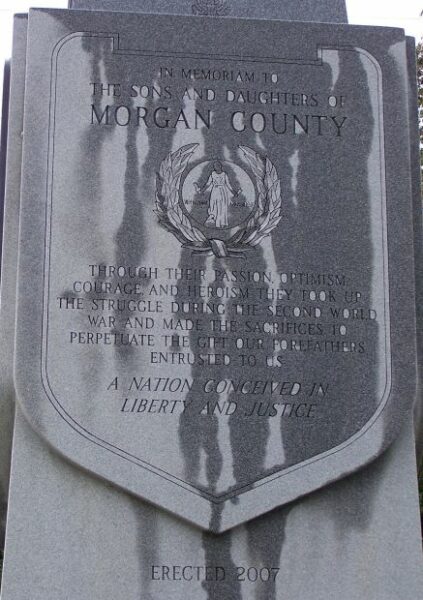 IN MEMORIAM TO
THE SONS AND DAUGHTERS OF
MORGAN COUNTY
THROUGH THEIR PASSION, OPTIMISM,
COURAGE, AND HEROISM THEY TOOK UP
THE STRUGGLE DURING THE SECOND WORLD
WAR AND MADE THE SACRIFICES TO
PERPETUATE THE GIFT OUR FOREFATHERS
ENTRUSTED TO US
A NATION CONCEIVED IN
LIBERTY AND JUSTICE
ERECTED 2007